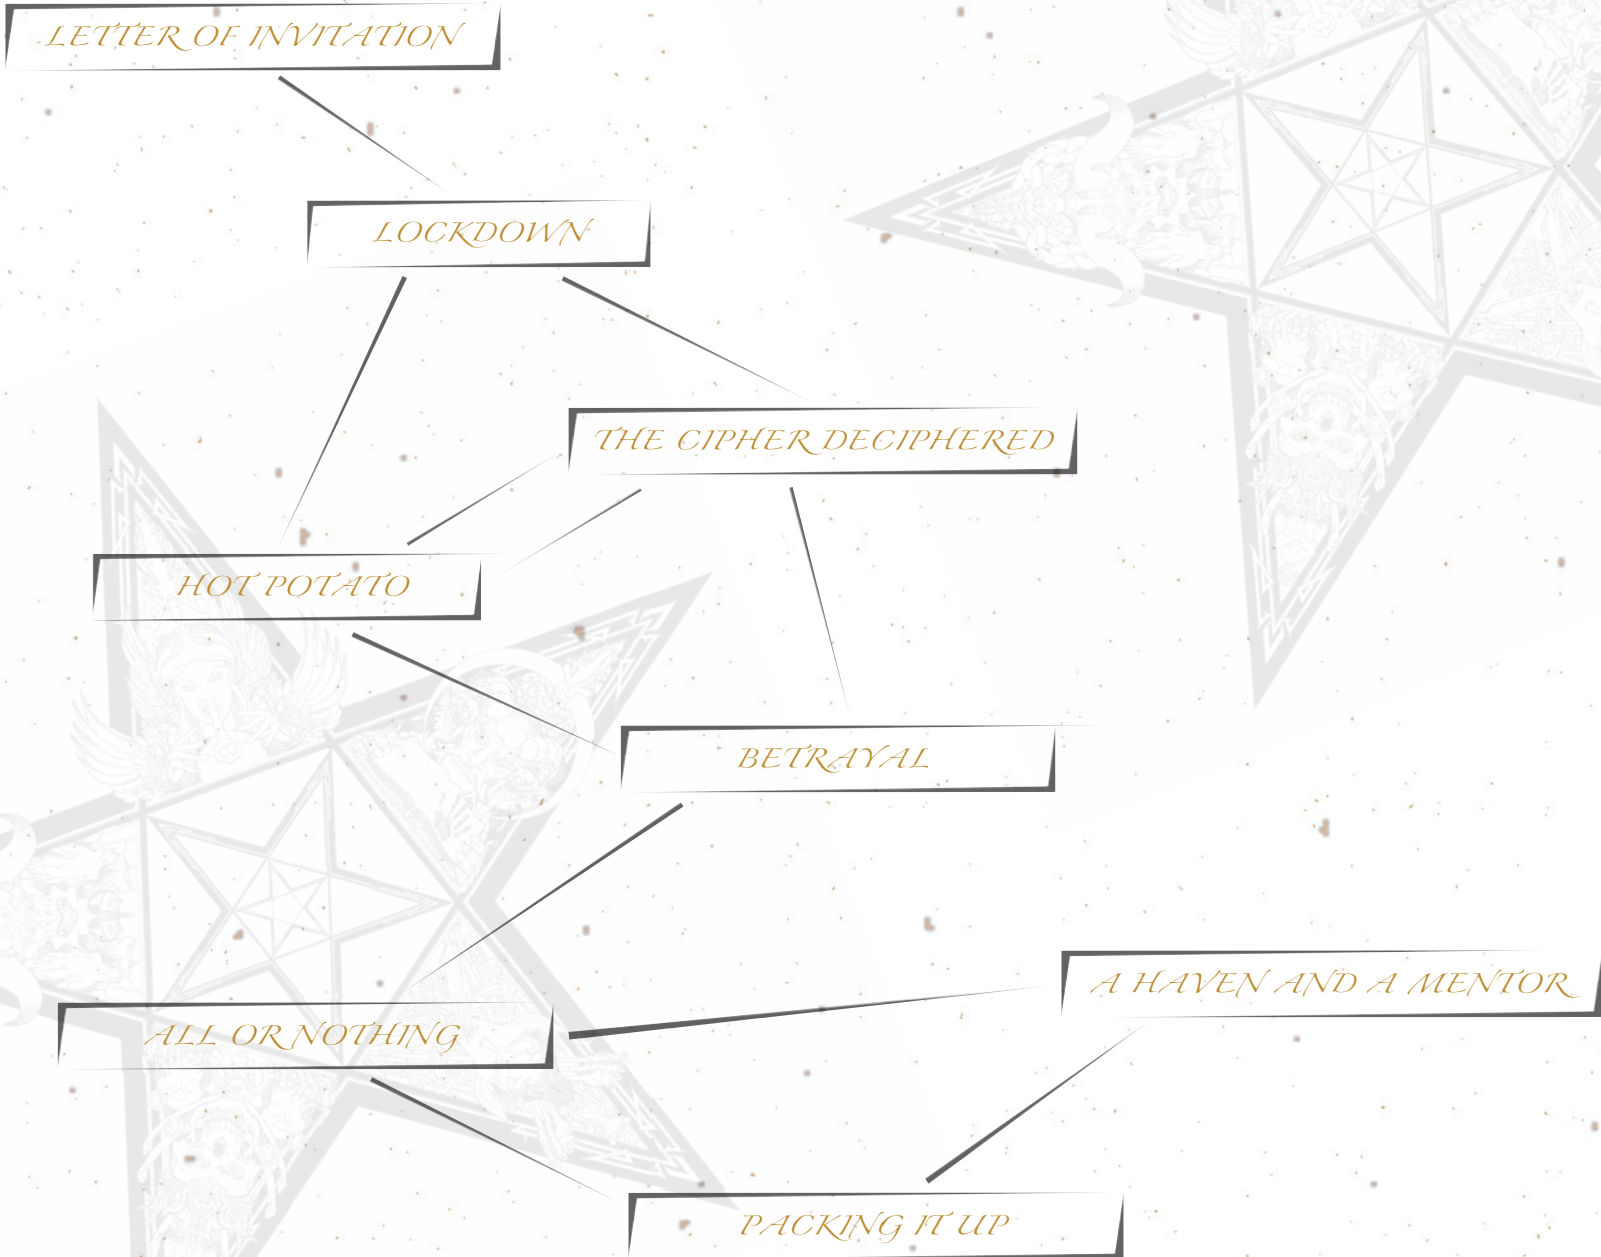 LETTER OF INVITATION
LOCKDOWN
THE CIPHER DECIPHERED
HOT POTATO
BETRAYAL
A HAVEN AND A MENTOR
ALL OR NOTHING
PACKING IT UP